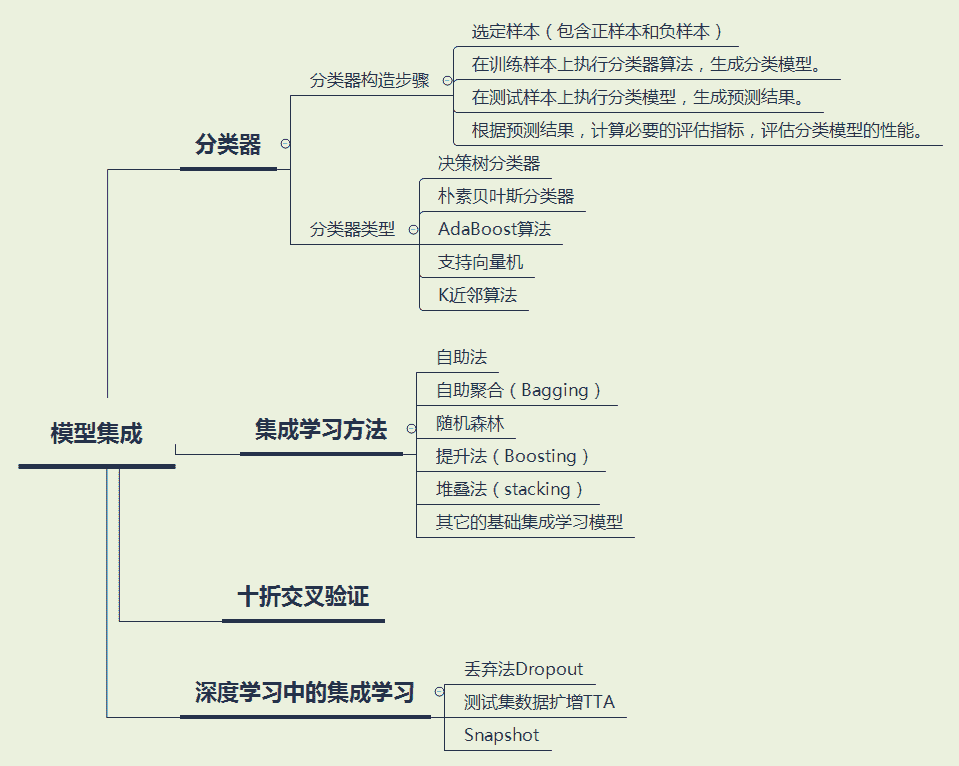 模型集成
分类器
分类器构造步骤
选定样本（包含正样本和负样本）
在训练样本上执行分类器算法，生成分类模型。
在测试样本上执行分类模型，生成预测结果。
根据预测结果，计算必要的评估指标，评估分类模型的性能。
分类器类型
决策树分类器
朴素贝叶斯分类器
AdaBoost算法
支持向量机
K近邻算法
集成学习方法
自助法
自助聚合（Bagging）
随机森林
提升法（Boosting）
堆叠法（stacking）
其它的基础集成学习模型
十折交叉验证
深度学习中的集成学习
丢弃法Dropout
测试集数据扩增TTA
Snapshot